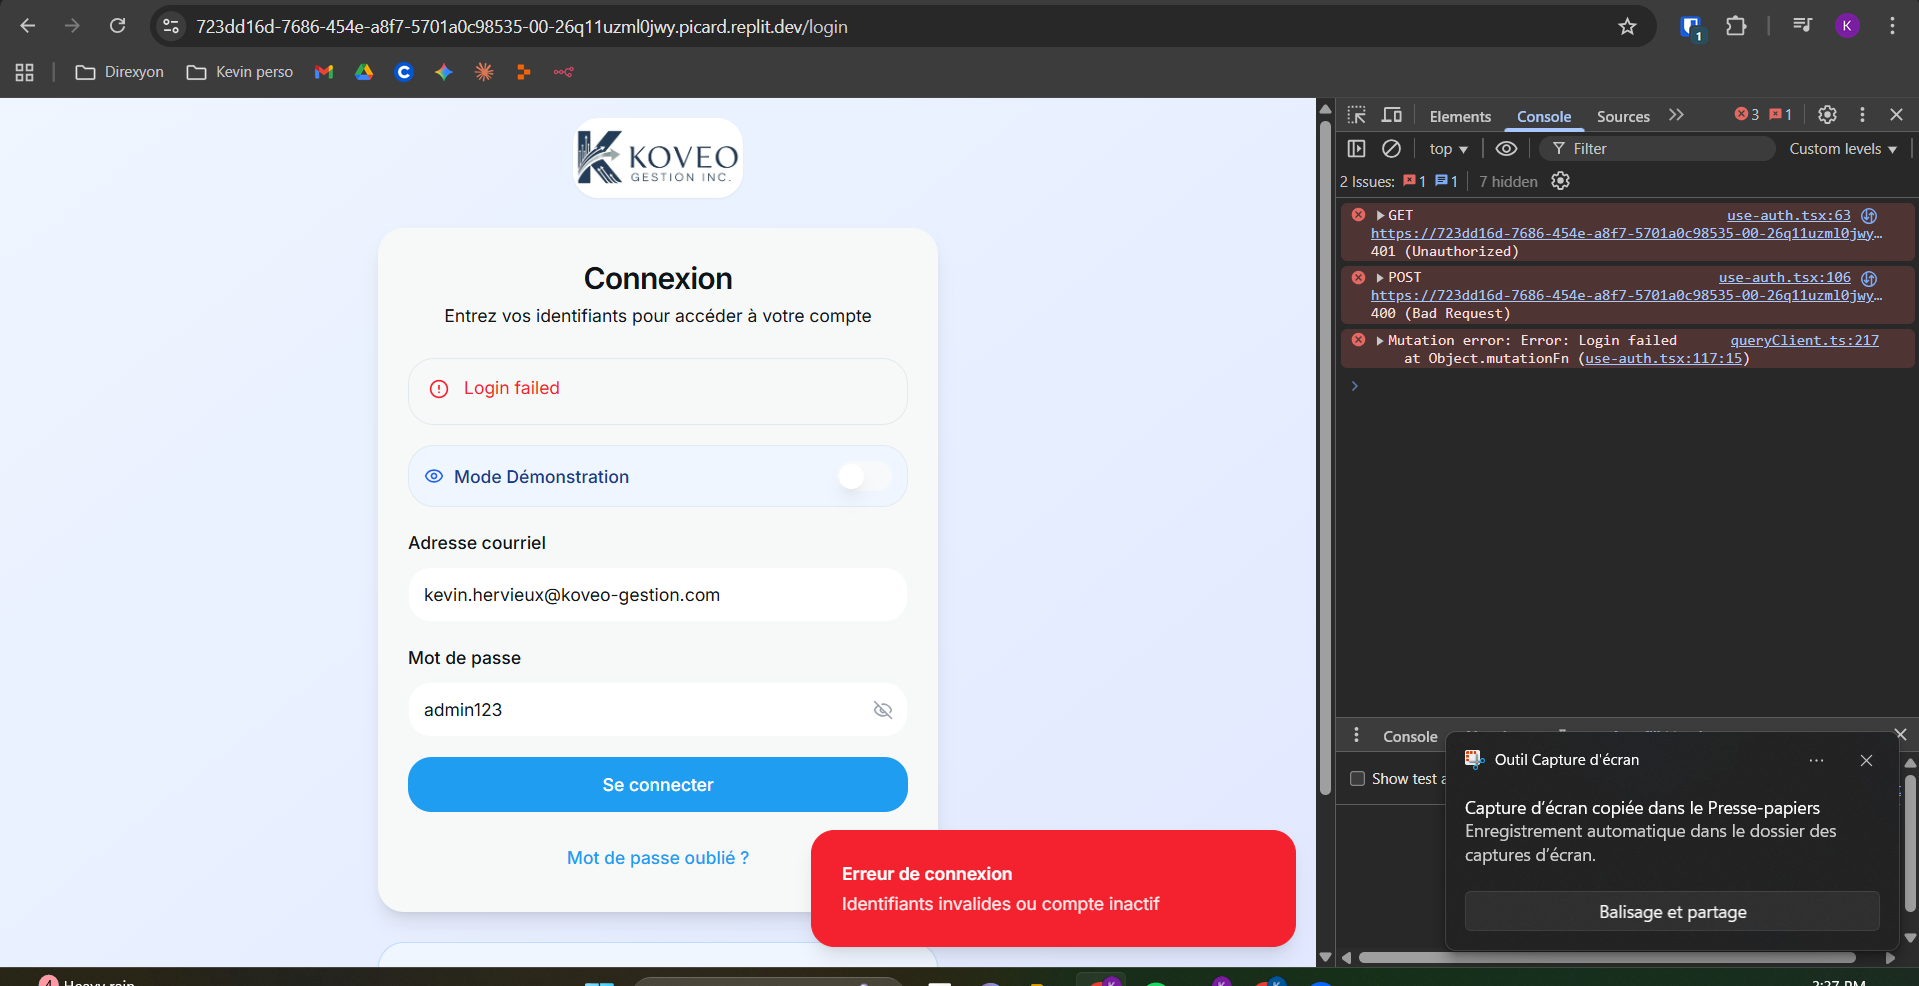 723dd16d-7686-454e-a8f7-5701a0c98535-00-26q11uzml0jwy.picard.replit.dev/login
1
K
Direxyon
Kevin perso
KOVEO
GESTION INC.
Connexion
Entrez vos identifiants pour accéder à votre compte
Login failed
Mode Démonstration
Adresse courriel
kevin.hervieux@koveo-gestion.com
Mot de passe
admin123
Se connecter
Mot de passe oublié ?
Erreur de connexion
Identifiants invalides ou compte inactif
Elements Console Sources 3 1
top Filter Custom levels
2 Issues: 1 1 7 hidden
GET use-auth.tsx:63
https://723dd16d-7686-454e-a8f7-5701a0c98535-00-26q11uzml0jwy…
401 (Unauthorized)
POST use-auth.tsx:106
https://723dd16d-7686-454e-a8f7-5701a0c98535-00-26q11uzml0jwy…
400 (Bad Request)
Mutation error: Error: Login failed queryClient.ts:217
at Object.mutationFn (use-auth.tsx:117:15)
Console
Show test
Outil Capture d'écran
Capture d’écran copiée dans le Presse-papiers
Enregistrement automatique dans le dossier des
captures d’écran.
Balisage et partage
Heavy rain
2:37 PM